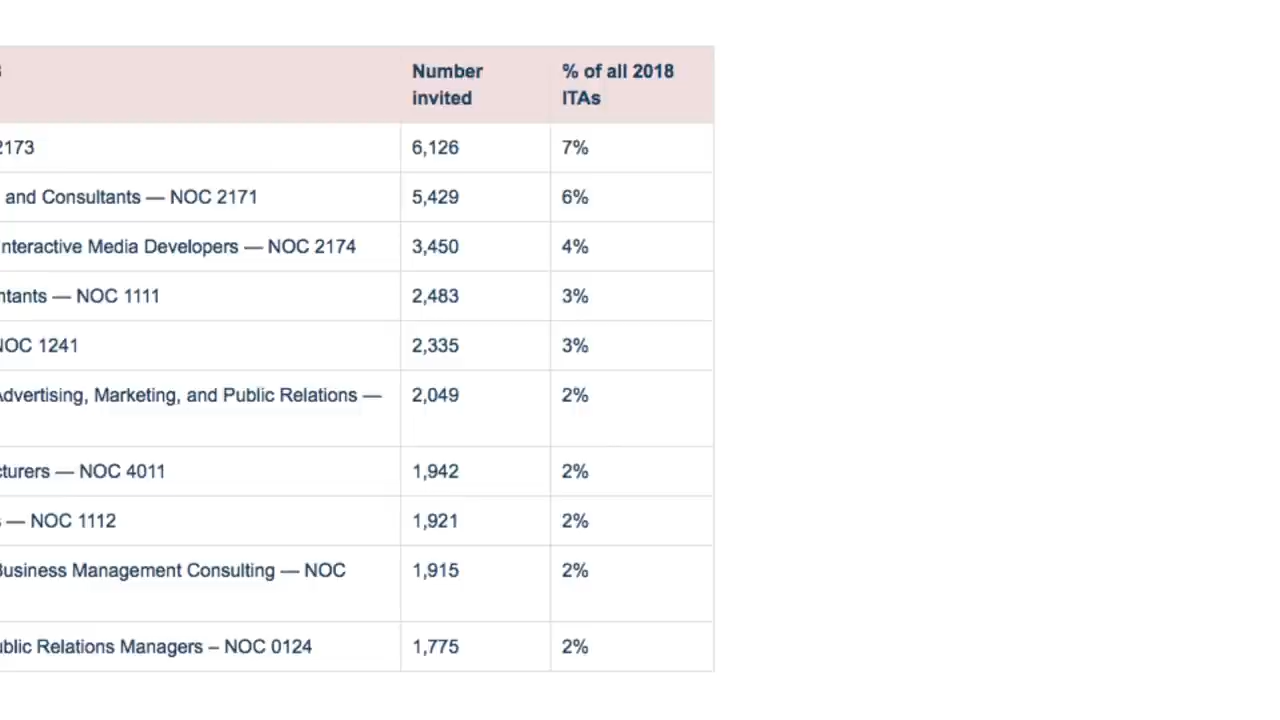 Number % of all 2018
invited ITAs
2173 6,126 7%
and Consultants — NOC 2171 5,429 6%
Interactive Media Developers — NOC 2174 3,450 4%
ntants — NOC 1111 2,483 3%
NOC 1241 2,335 3%
Advertising, Marketing, and Public Relations — 2,049 2%
cturers — NOC 4011 1,942 2%
s — NOC 1112 1,921 2%
Business Management Consulting — NOC 1,915 2%
ublic Relations Managers – NOC 0124 1,775 2%